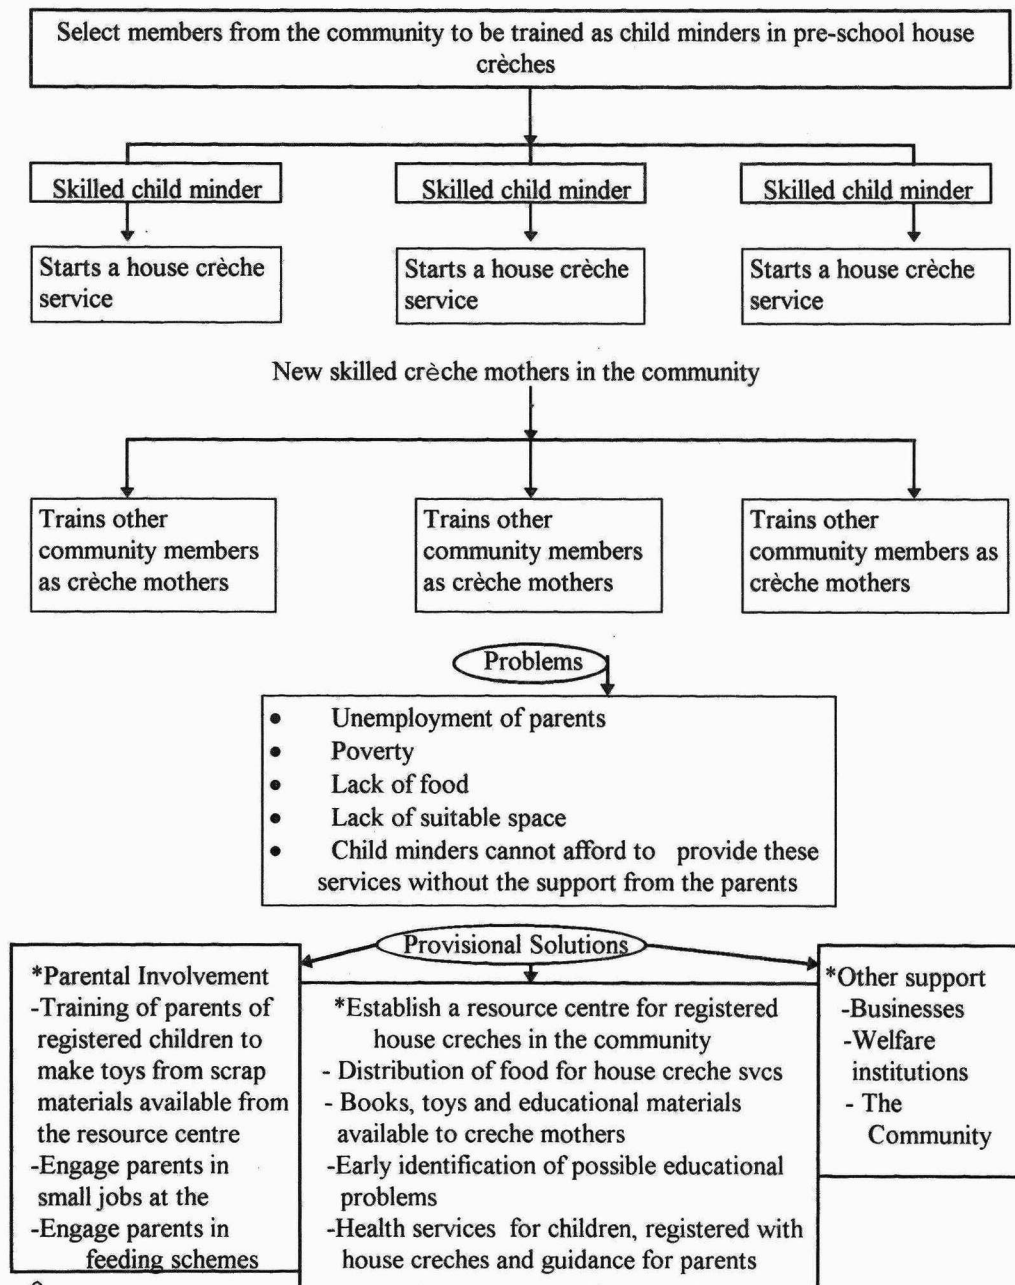 Select members from the community to be trained as child minders in pre-school house
crèches
Skilled child minder
Skilled child minder
Skilled child minder
Starts a house crèche
service
Starts a house crèche
service
Starts a house crèche
service
New skilled crèche mothers in the community
Trains other
community members
as crèche mothers
Trains other
community members
as crèche mothers
Trains other
community members as
crèche mothers
Problems
• Unemployment of parents
• Poverty
• Lack of food
• Lack of suitable space
• Child minders cannot afford to provide these
services without the support from the parents
Provisional Solutions
*Parental Involvement
-Training of parents of
registered children to
make toys from scrap
materials available from
the resource centre
-Engage parents in
small jobs at the
-Engage parents in
feeding schemes
*Establish a resource centre for registered
house creches in the community
- Distribution of food for house creche svcs
- Books, toys and educational materials
available to creche mothers
-Early identification of possible educational
problems
-Health services for children, registered with
house creches and guidance for parents
*Other support
-Businesses
-Welfare
institutions
- The
Community